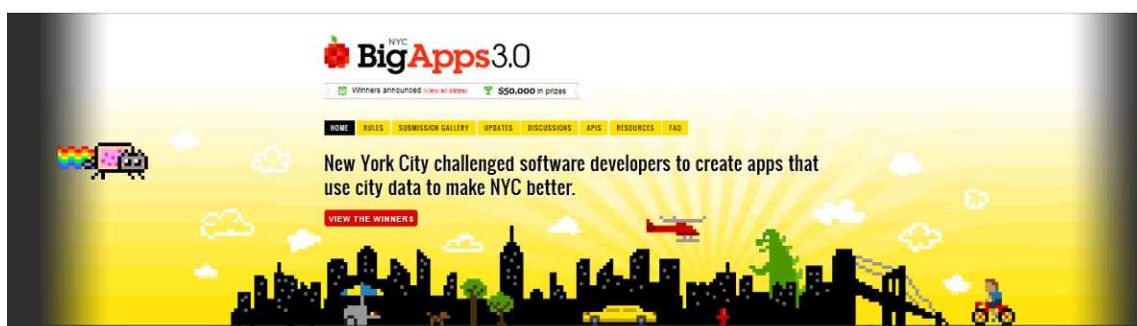 NYC
BigApps3.0
Winners announced (view all dates) $50,000 in prizes
HOME RULES SUBMISSION GALLERY UPDATES DISCUSSIONS APIS RESOURCES FAQ
New York City challenged software developers to create apps that
use city data to make NYC better.
VIEW THE WINNERS